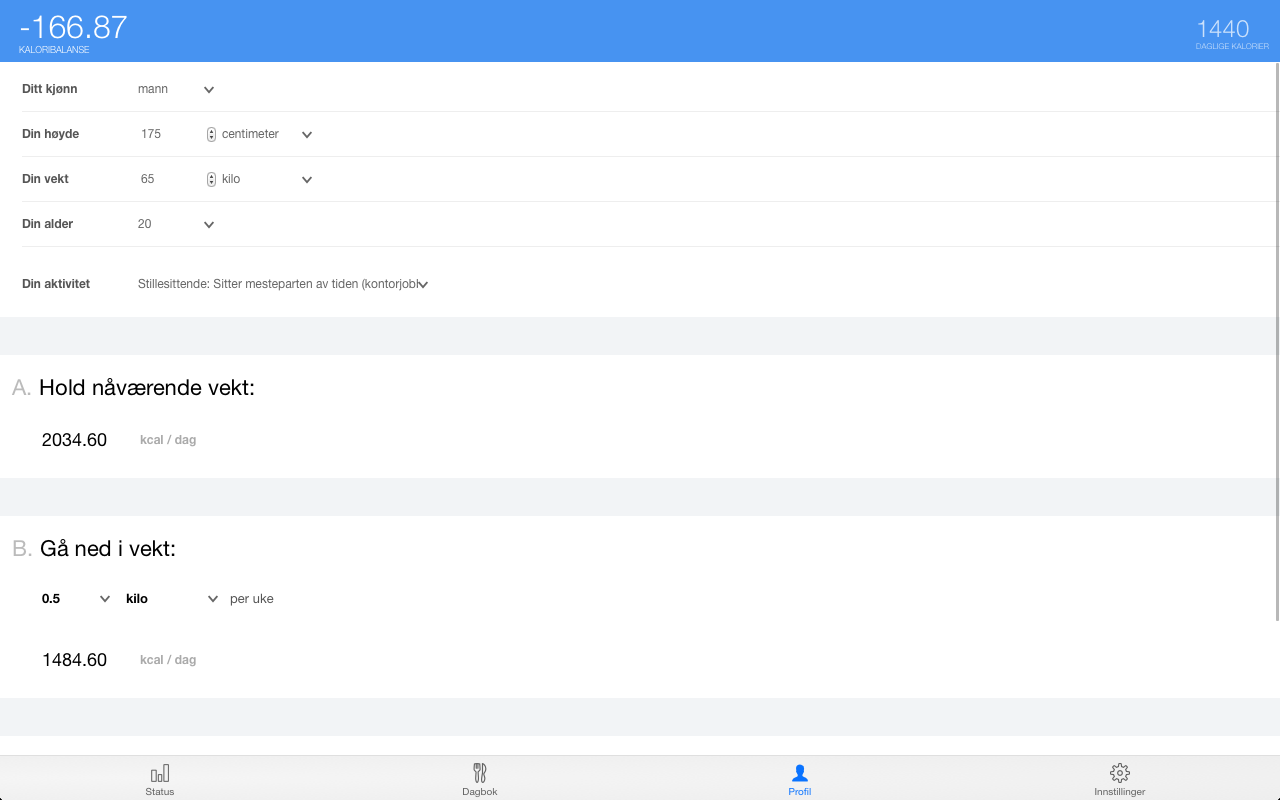 -166.87
KALORIBALANSE
1440
DAGLIGE KALORIER
Ditt kjønn mann
Din høyde 175 centimeter
Din vekt 65 kilo
Din alder 20
Din aktivitet Stillesittende: Sitter mesteparten av tiden (kontorjobb
A. Hold nåværende vekt:
2034.60 kcal / dag
B. Gå ned i vekt:
0.5 kilo per uke
1484.60 kcal / dag
Status Dagbok Profil Innstillinger